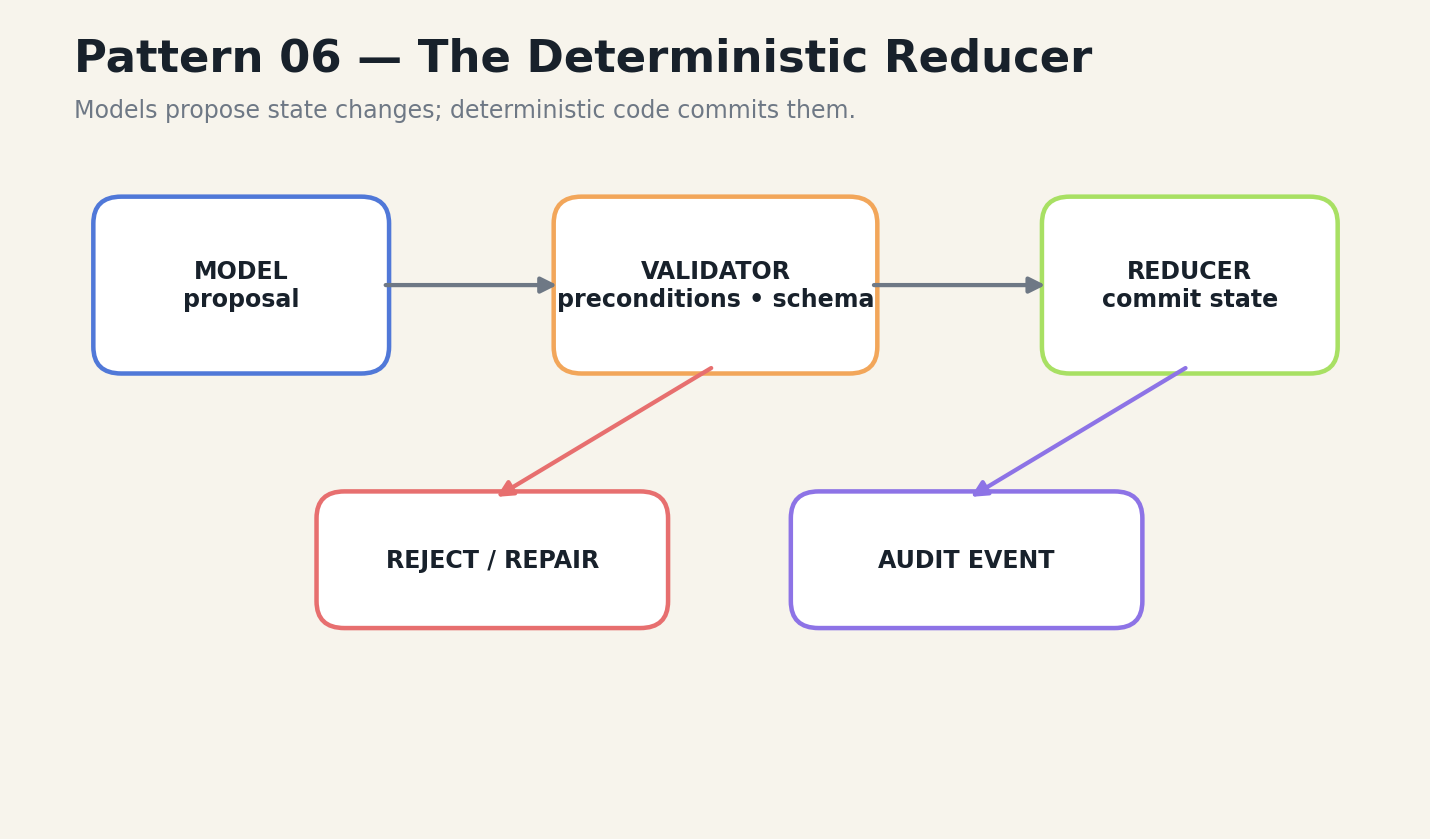 Pattern 06 — The Deterministic Reducer
Models propose state changes; deterministic code commits them.
MODEL
proposal
VALIDATOR
preconditions • schema
REDUCER
commit state
REJECT / REPAIR
AUDIT EVENT